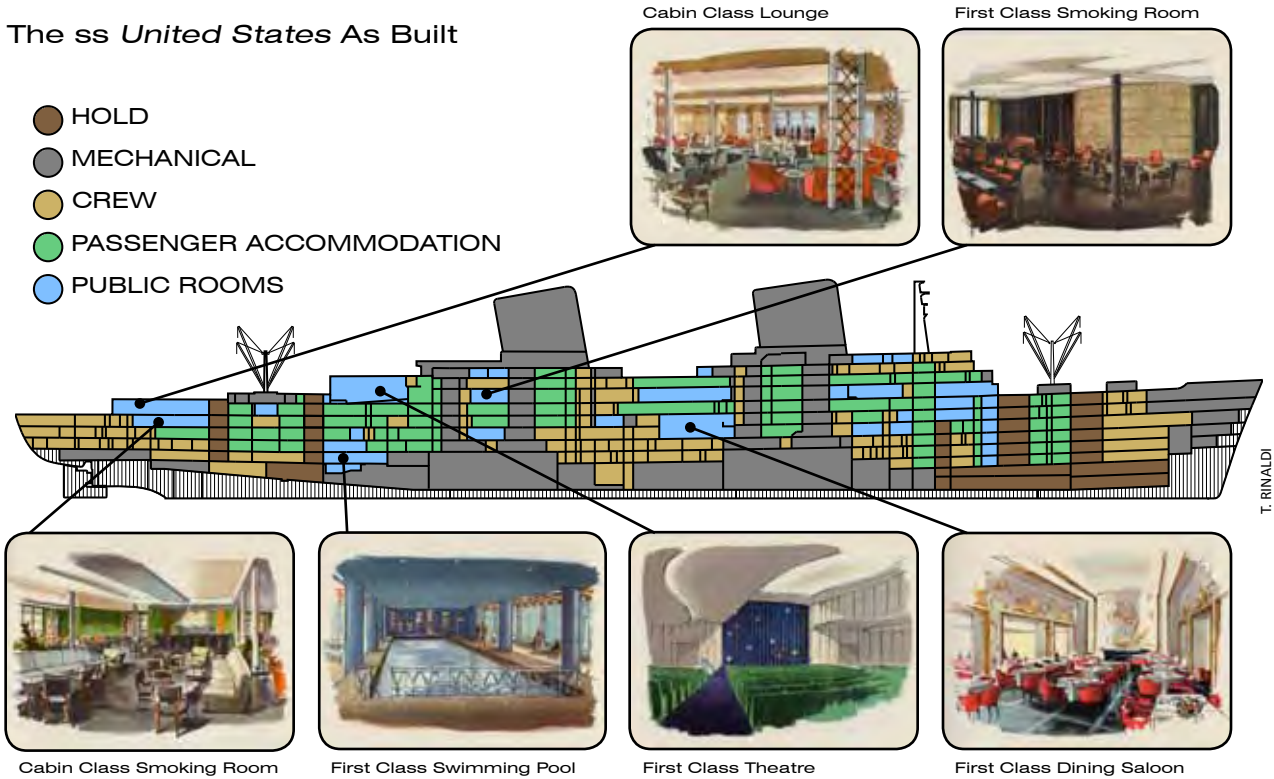 The ss United States As Built
HOLD
MECHANICAL
CREW
PASSENGER ACCOMMODATION
PUBLIC ROOMS
Cabin Class Lounge
First Class Smoking Room
T. RINALDI
Cabin Class Smoking Room
First Class Swimming Pool
First Class Theatre
First Class Dining Saloon